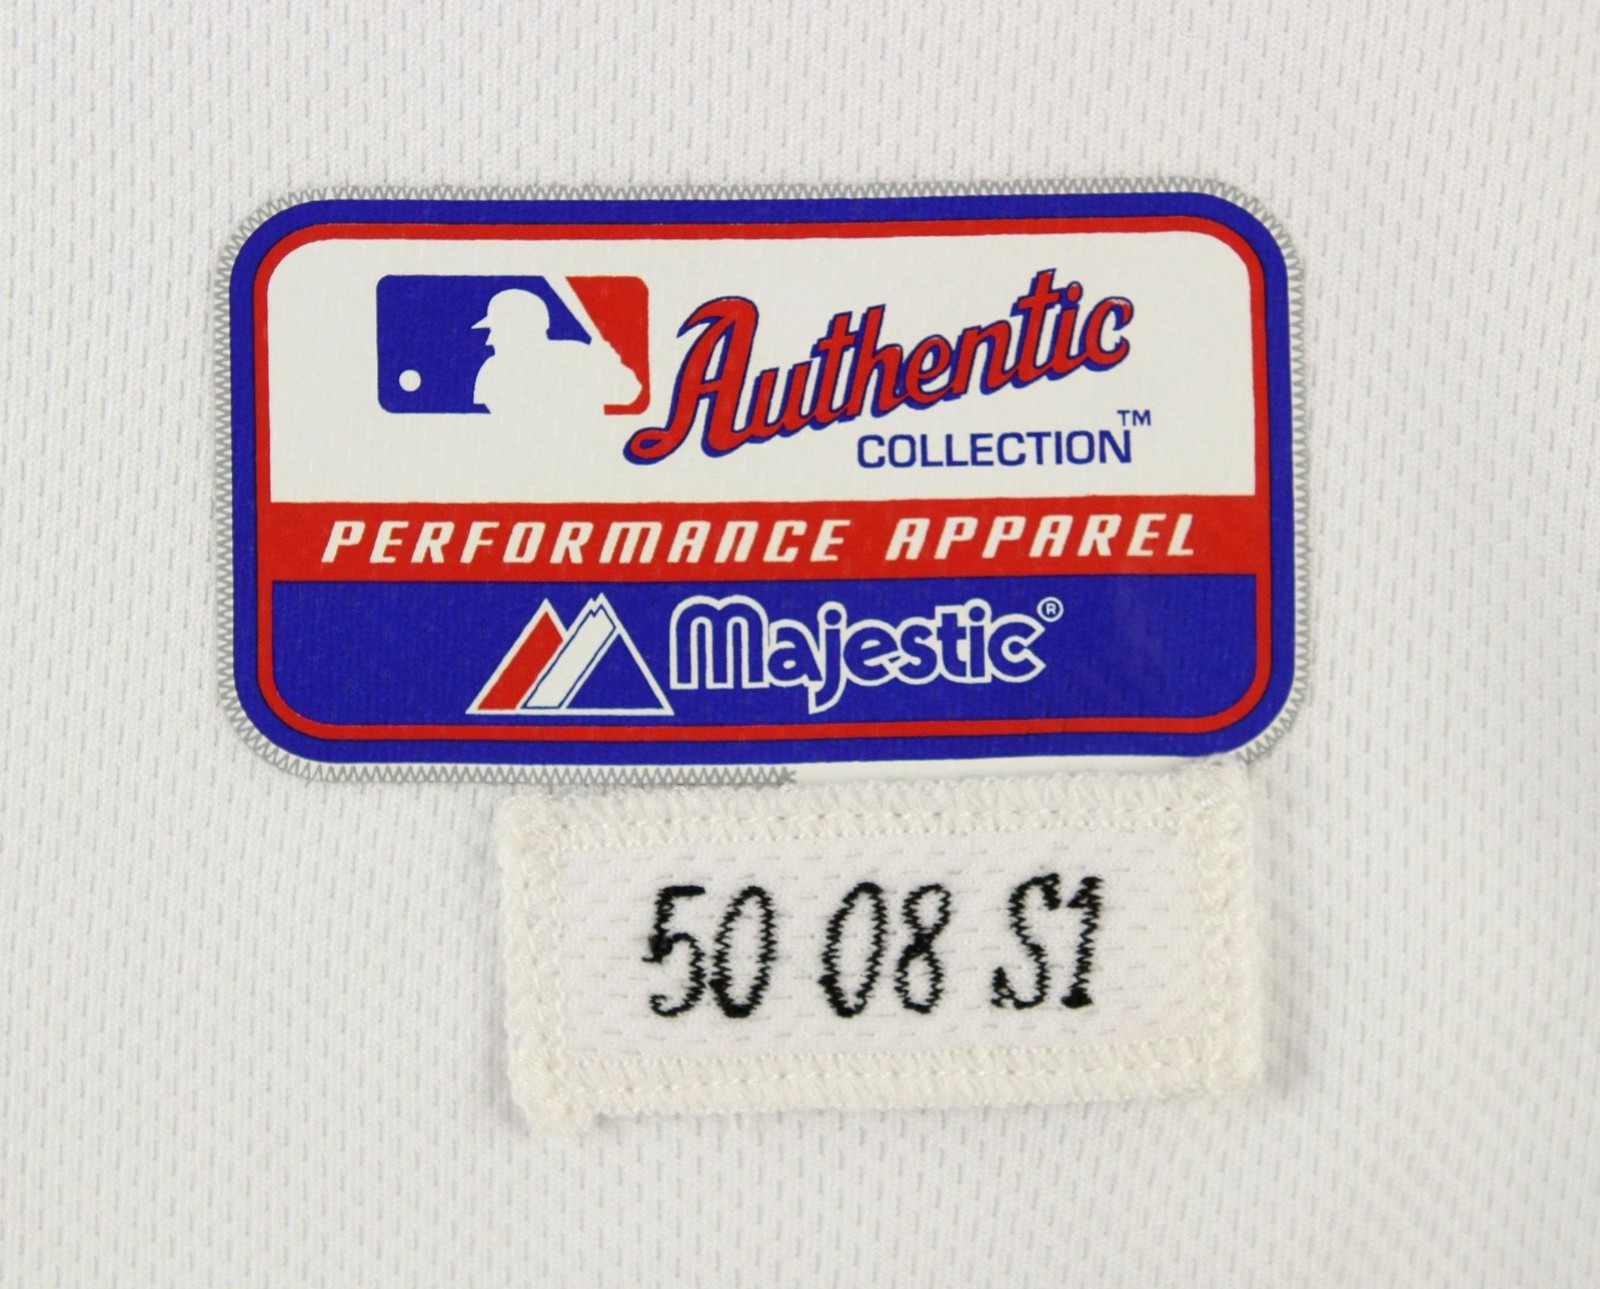 Authentic
COLLECTION™
PERFORMANCE APPAREL
Majestic®
50 08 S1